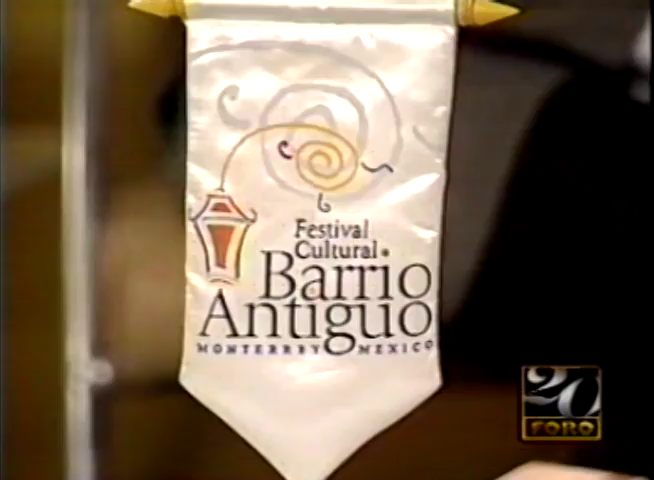 Festival
Cultural
Barrio
Antiguo
MONTERREY MEXICO
20
FORO